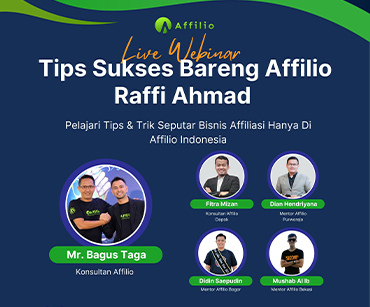 Affilio
Live Webinar
Tips Sukses Bareng Affilio
Raffi Ahmad
Pelajari Tips & Trik Seputar Bisnis Affiliasi Hanya Di
Affilio Indonesia
Mr. Bagus Taga
Konsultan Affilio
Fitra Mizan
Konsultan Affilio
Depok
Dian Hendriyana
Mentor Affilio
Purworejo
Didin Saepudin
Mentor Affilio Bogor
Mushab Al Ib
Mentor Affilio Bekasi